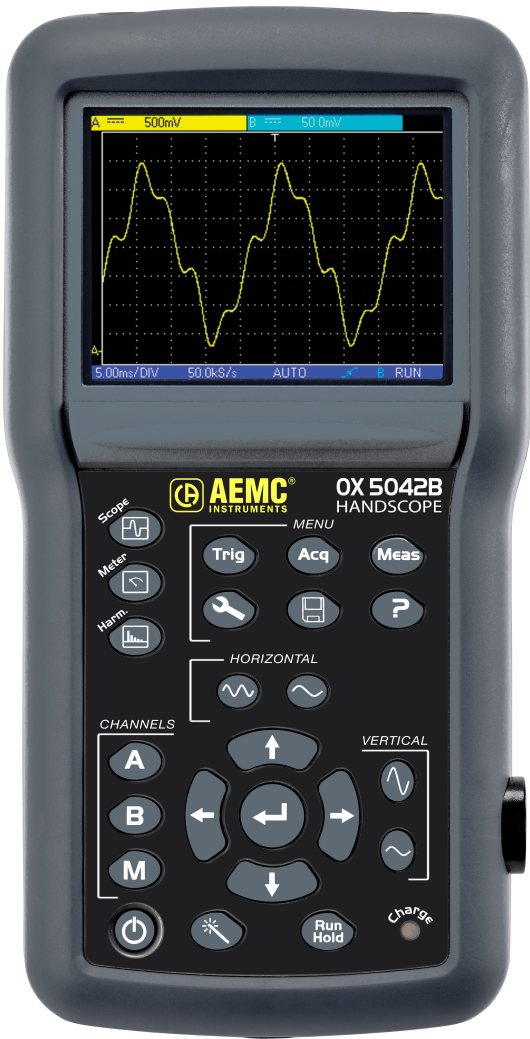 A 500mV B 50.0mV
T
A
5.00ms/DIV 50.0kS/s AUTO B RUN
CA AEMC®
INSTRUMENTS
OX 5042B
HANDSCOPE
Scope
MENU
Trig Acq Meas
Meter
?
Harm.
HORIZONTAL
CHANNELS
VERTICAL
A
B
M
Run
Hold
Charge